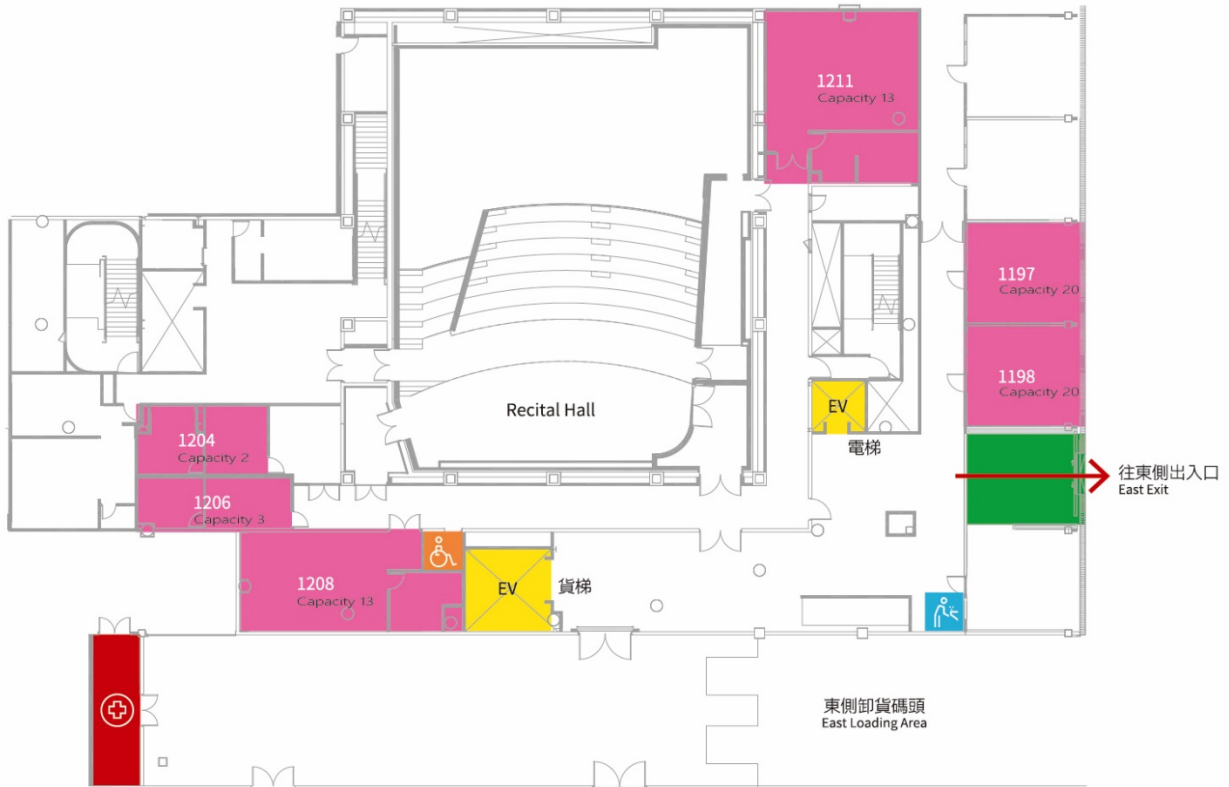 1211
Capacity 13
1197
Capacity 20
1198
Capacity 20
Recital Hall
EV
電梯
1204
Capacity 2
往東側出入口
East Exit
1206
Capacity 3
1208
Capacity 13
EV
貨梯
東側卸貨碼頭
East Loading Area